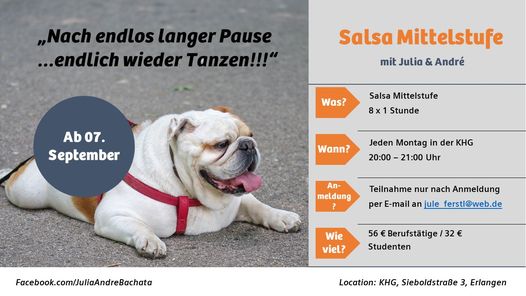 „Nach endlos langer Pause
...endlich wieder Tanzen!!!“
Ab 07.
September
Salsa Mittelstufe
mit Julia & André
Was?
Salsa Mittelstufe
8 x 1 Stunde
Wann?
Jeden Montag in der KHG
20:00 – 21:00 Uhr
An-
meldung
?
Teilnahme nur nach Anmeldung
per E-Mail an jule_ferstl@web.de
Wie
viel?
56 € Berufstätige / 32 €
Studenten
Facebook.com/JuliaAndreBachata
Location: KHG, Sieboldstraße 3, Erlangen